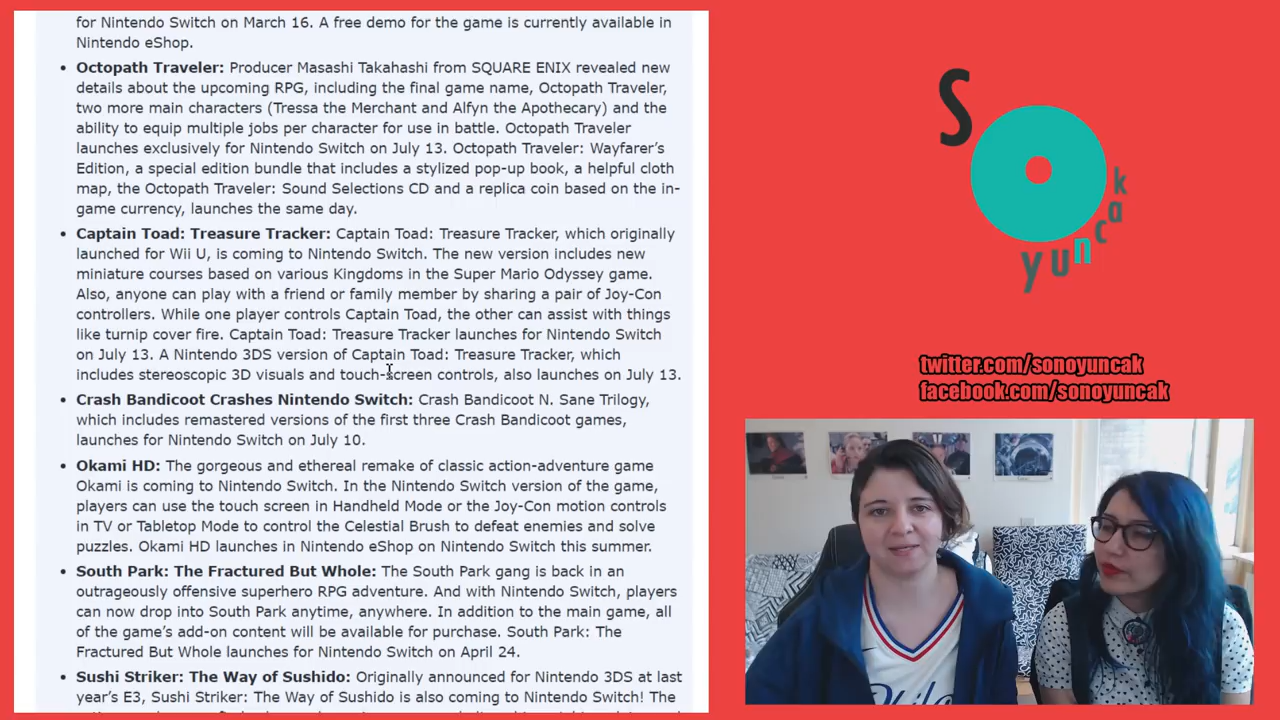 for Nintendo Switch on March 16. A free demo for the game is currently available in
Nintendo eShop.
• Octopath Traveler: Producer Masashi Takahashi from SQUARE ENIX revealed new
details about the upcoming RPG, including the final game name, Octopath Traveler,
two more main characters (Tressa the Merchant and Alfyn the Apothecary) and the
ability to equip multiple jobs per character for use in battle. Octopath Traveler
launches exclusively for Nintendo Switch on July 13. Octopath Traveler: Wayfarer’s
Edition, a special edition bundle that includes a stylized pop-up book, a helpful cloth
map, the Octopath Traveler: Sound Selections CD and a replica coin based on the in-
game currency, launches the same day.
• Captain Toad: Treasure Tracker: Captain Toad: Treasure Tracker, which originally
launched for Wii U, is coming to Nintendo Switch. The new version includes new
miniature courses based on various Kingdoms in the Super Mario Odyssey game.
Also, anyone can play with a friend or family member by sharing a pair of Joy-Con
controllers. While one player controls Captain Toad, the other can assist with things
like turnip cover fire. Captain Toad: Treasure Tracker launches for Nintendo Switch
on July 13. A Nintendo 3DS version of Captain Toad: Treasure Tracker, which
includes stereoscopic 3D visuals and touch-screen controls, also launches on July 13.
• Crash Bandicoot Crashes Nintendo Switch: Crash Bandicoot N. Sane Trilogy,
which includes remastered versions of the first three Crash Bandicoot games,
launches for Nintendo Switch on July 10.
• Okami HD: The gorgeous and ethereal remake of classic action-adventure game
Okami is coming to Nintendo Switch. In the Nintendo Switch version of the game,
players can use the touch screen in Handheld Mode or the Joy-Con motion controls
in TV or Tabletop Mode to control the Celestial Brush to defeat enemies and solve
puzzles. Okami HD launches in Nintendo eShop on Nintendo Switch this summer.
• South Park: The Fractured But Whole: The South Park gang is back in an
outrageously offensive superhero RPG adventure. And with Nintendo Switch, players
can now drop into South Park anytime, anywhere. In addition to the main game, all
of the game’s add-on content will be available for purchase. South Park: The
Fractured But Whole launches for Nintendo Switch on April 24.
• Sushi Striker: The Way of Sushido: Originally announced for Nintendo 3DS at last
year’s E3, Sushi Striker: The Way of Sushido is also coming to Nintendo Switch! The
S
yuncak
twitter.com/sonoyuncak
facebook.com/sonoyuncak